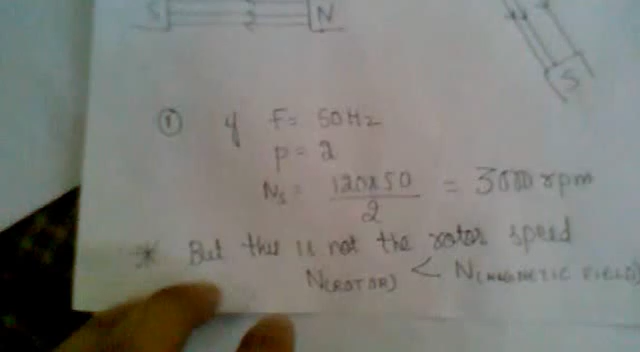 S N
S
① If F = 50Hz
P = 2
Ns = 120x50 / 2 = 3000 rpm
* But this is not the rotor speed
N(ROTOR) < N(MAGNETIC FIELD)